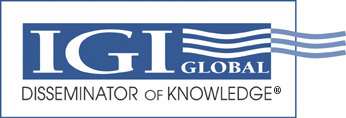 IGI
GLOBAL
DISSEMINATOR OF KNOWLEDGE®